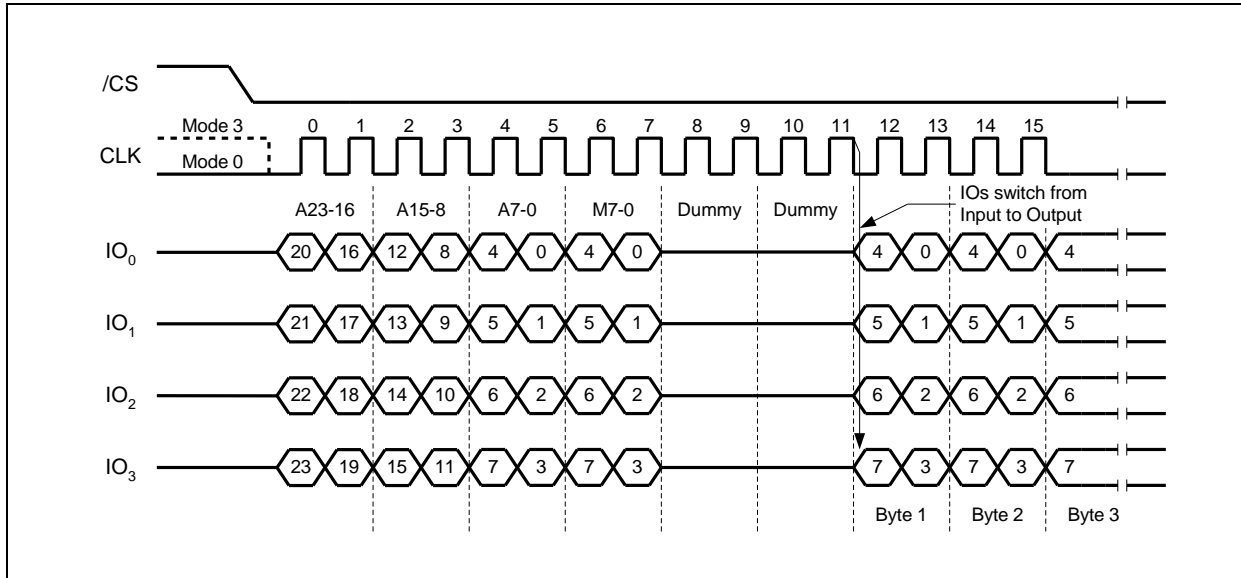 /CS
Mode 3 0 1 2 3 4 5 6 7 8 9 10 11 12 13 14 15
CLK
Mode 0
IOs switch from
Input to Output
A23-16 A15-8 A7-0 M7-0 Dummy Dummy
IO0 20 16 12 8 4 0 4 0 4 0 4 0 4
IO1 21 17 13 9 5 1 5 1 5 1 5 1 5
IO2 22 18 14 10 6 2 6 2 6 2 6 2 6
IO3 23 19 15 11 7 3 7 3 7 3 7 3 7
Byte 1 Byte 2 Byte 3